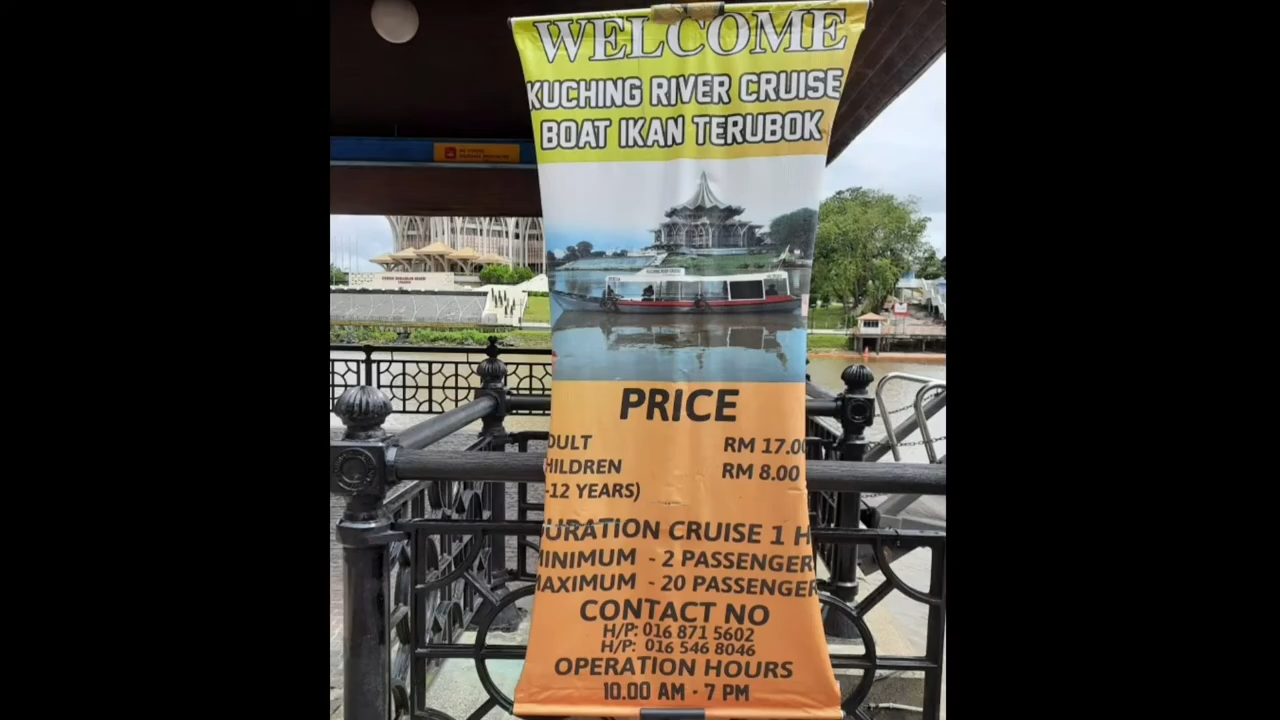 WELCOME
KUCHING RIVER CRUISE
BOAT IKAN TERUBOK
PRICE
DULT RM 17.00
HILDREN RM 8.00
-12 YEARS)
URATION CRUISE 1 H
INIMUM - 2 PASSENGER
AXIMUM - 20 PASSENGER
CONTACT NO
H/P: 016 871 5602
H/P: 016 546 8046
OPERATION HOURS
10.00 AM - 7 PM